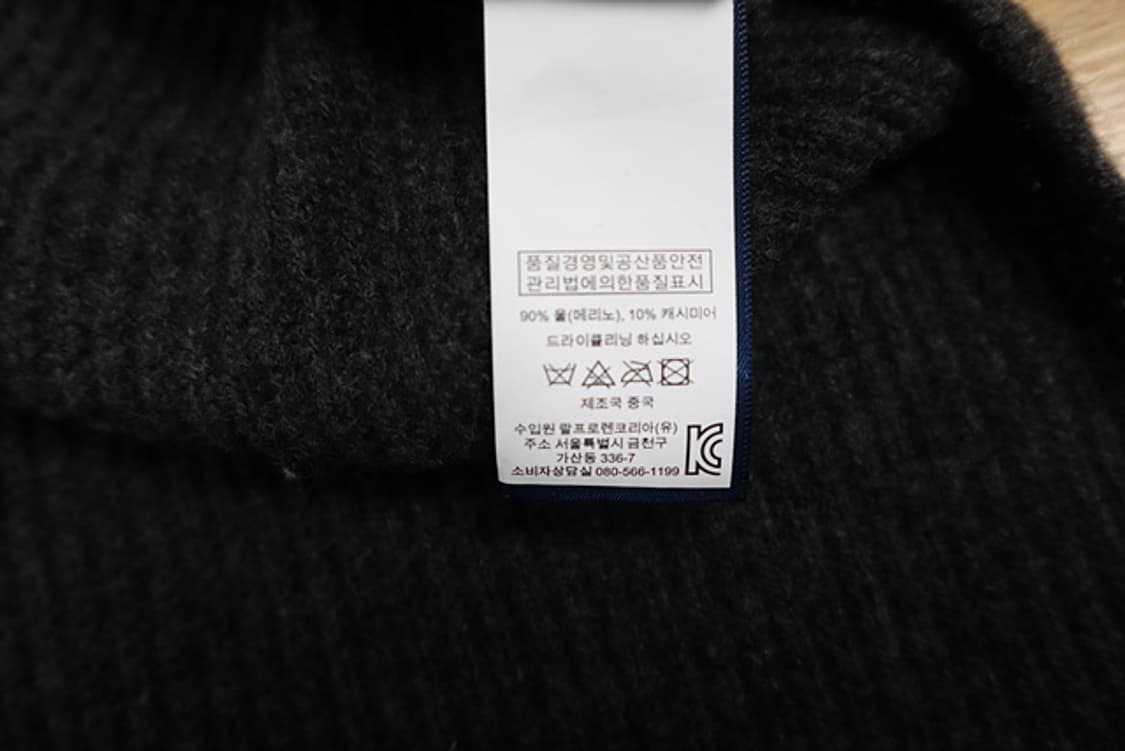 품질경영및공산품안전
관리법에의한품질표시
90% 울(메리노), 10% 캐시미어
드라이클리닝 하십시오
제조국 중국
수입원 랄프로렌코리아(유)
주소 서울특별시 금천구
가산동 336-7
소비자상담실 080-566-1199
KC